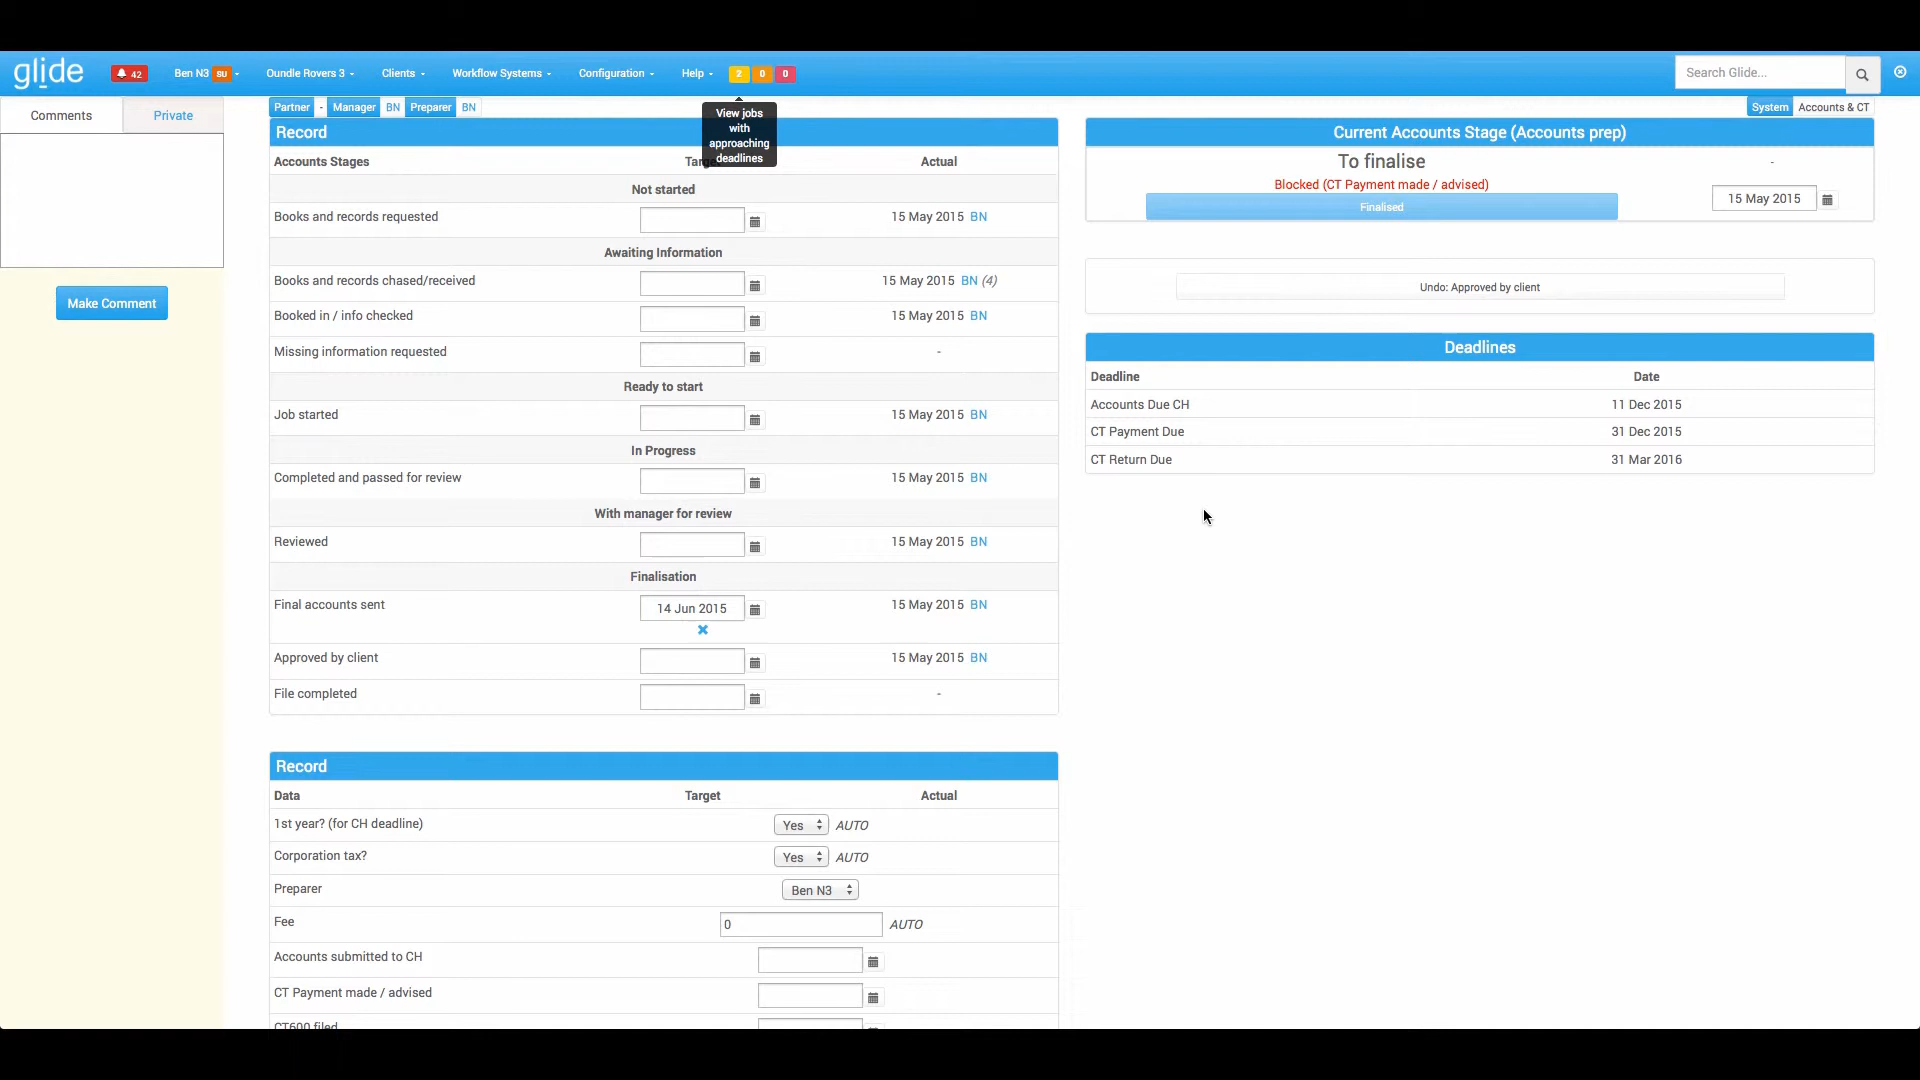 glide 42 Ben N3 SU Oundle Rovers 3 Clients Workflow Systems Configuration Help 2 0 0 Search Glide...
Comments Private
Make Comment
Partner - Manager BN Preparer BN
View jobs
with
approaching
deadlines
System Accounts & CT
Record
Accounts Stages Actual
Not started
Books and records requested 15 May 2015 BN
Awaiting Information
Books and records chased/received 15 May 2015 BN (4)
Booked in / info checked 15 May 2015 BN
Missing information requested -
Ready to start
Job started 15 May 2015 BN
In Progress
Completed and passed for review 15 May 2015 BN
With manager for review
Reviewed 15 May 2015 BN
Finalisation
Final accounts sent 14 Jun 2015 15 May 2015 BN
Approved by client 15 May 2015 BN
File completed -
Record
Data Target Actual
1st year? (for CH deadline) Yes AUTO
Corporation tax? Yes AUTO
Preparer Ben N3
Fee 0 AUTO
Accounts submitted to CH
CT Payment made / advised
CT600 filed
Current Accounts Stage (Accounts prep)
To finalise -
Blocked (CT Payment made / advised)
Finalised 15 May 2015
Undo: Approved by client
Deadlines
Deadline Date
Accounts Due CH 11 Dec 2015
CT Payment Due 31 Dec 2015
CT Return Due 31 Mar 2016